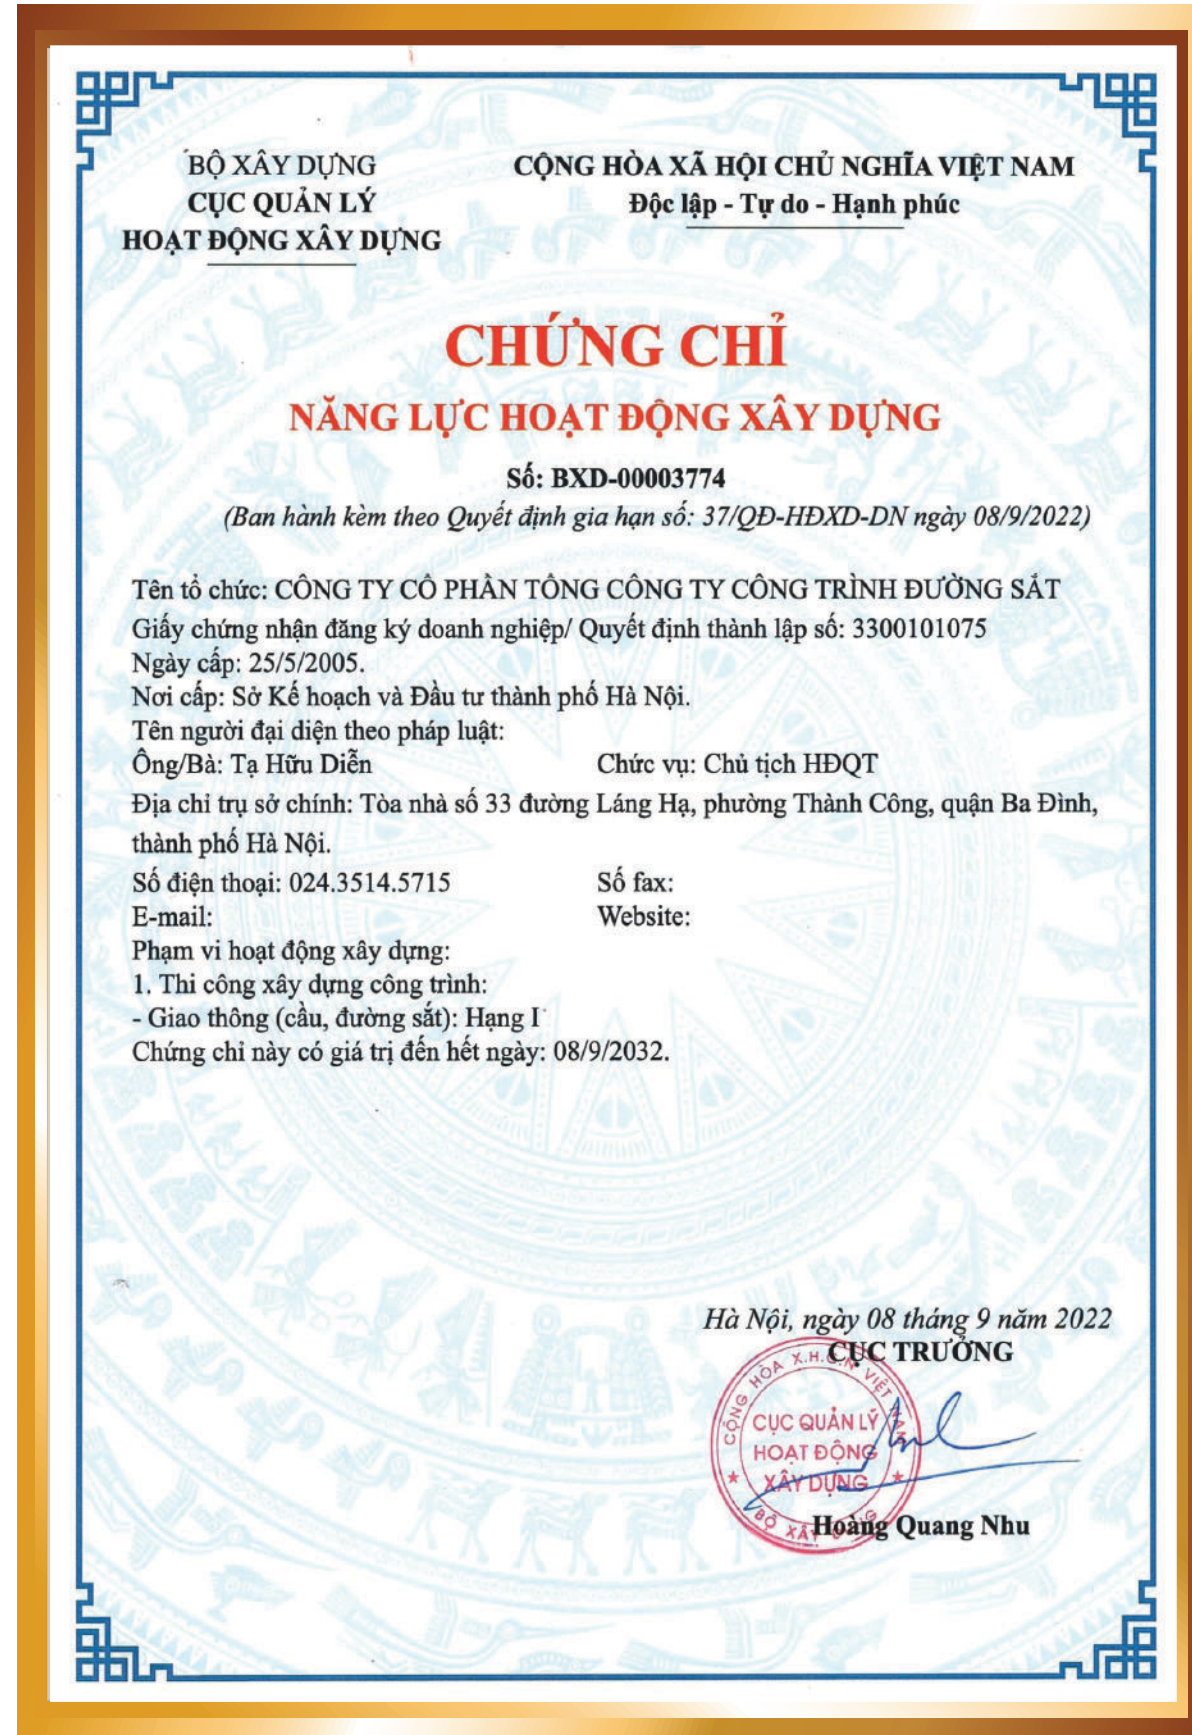 BỘ XÂY DỰNG
CỤC QUẢN LÝ
HOẠT ĐỘNG XÂY DỰNG
CỘNG HÒA XÃ HỘI CHỦ NGHĨA VIỆT NAM
Độc lập - Tự do - Hạnh phúc
CHỨNG CHỈ
NĂNG LỰC HOẠT ĐỘNG XÂY DỰNG
Số: BXD-00003774
(Ban hành kèm theo Quyết định gia hạn số: 37/QĐ-HĐXD-DN ngày 08/9/2022)
Tên tổ chức: CÔNG TY CỔ PHẦN TỔNG CÔNG TY CÔNG TRÌNH ĐƯỜNG SẮT
Giấy chứng nhận đăng ký doanh nghiệp/ Quyết định thành lập số: 3300101075
Ngày cấp: 25/5/2005.
Nơi cấp: Sở Kế hoạch và Đầu tư thành phố Hà Nội.
Tên người đại diện theo pháp luật:
Ông/Bà: Tạ Hữu Diễn Chức vụ: Chủ tịch HĐQT
Địa chỉ trụ sở chính: Tòa nhà số 33 đường Láng Hạ, phường Thành Công, quận Ba Đình,
thành phố Hà Nội.
Số điện thoại: 024.3514.5715 Số fax:
E-mail: Website:
Phạm vi hoạt động xây dựng:
1. Thi công xây dựng công trình:
- Giao thông (cầu, đường sắt): Hạng I
Chứng chỉ này có giá trị đến hết ngày: 08/9/2032.
Hà Nội, ngày 08 tháng 9 năm 2022
CỤC TRƯỞNG
CỘNG HÒA X.H.C.N VIỆT NAM
CỤC QUẢN LÝ
HOẠT ĐỘNG
XÂY DỰNG
BỘ XÂY DỰNG
Hoàng Quang Nhu